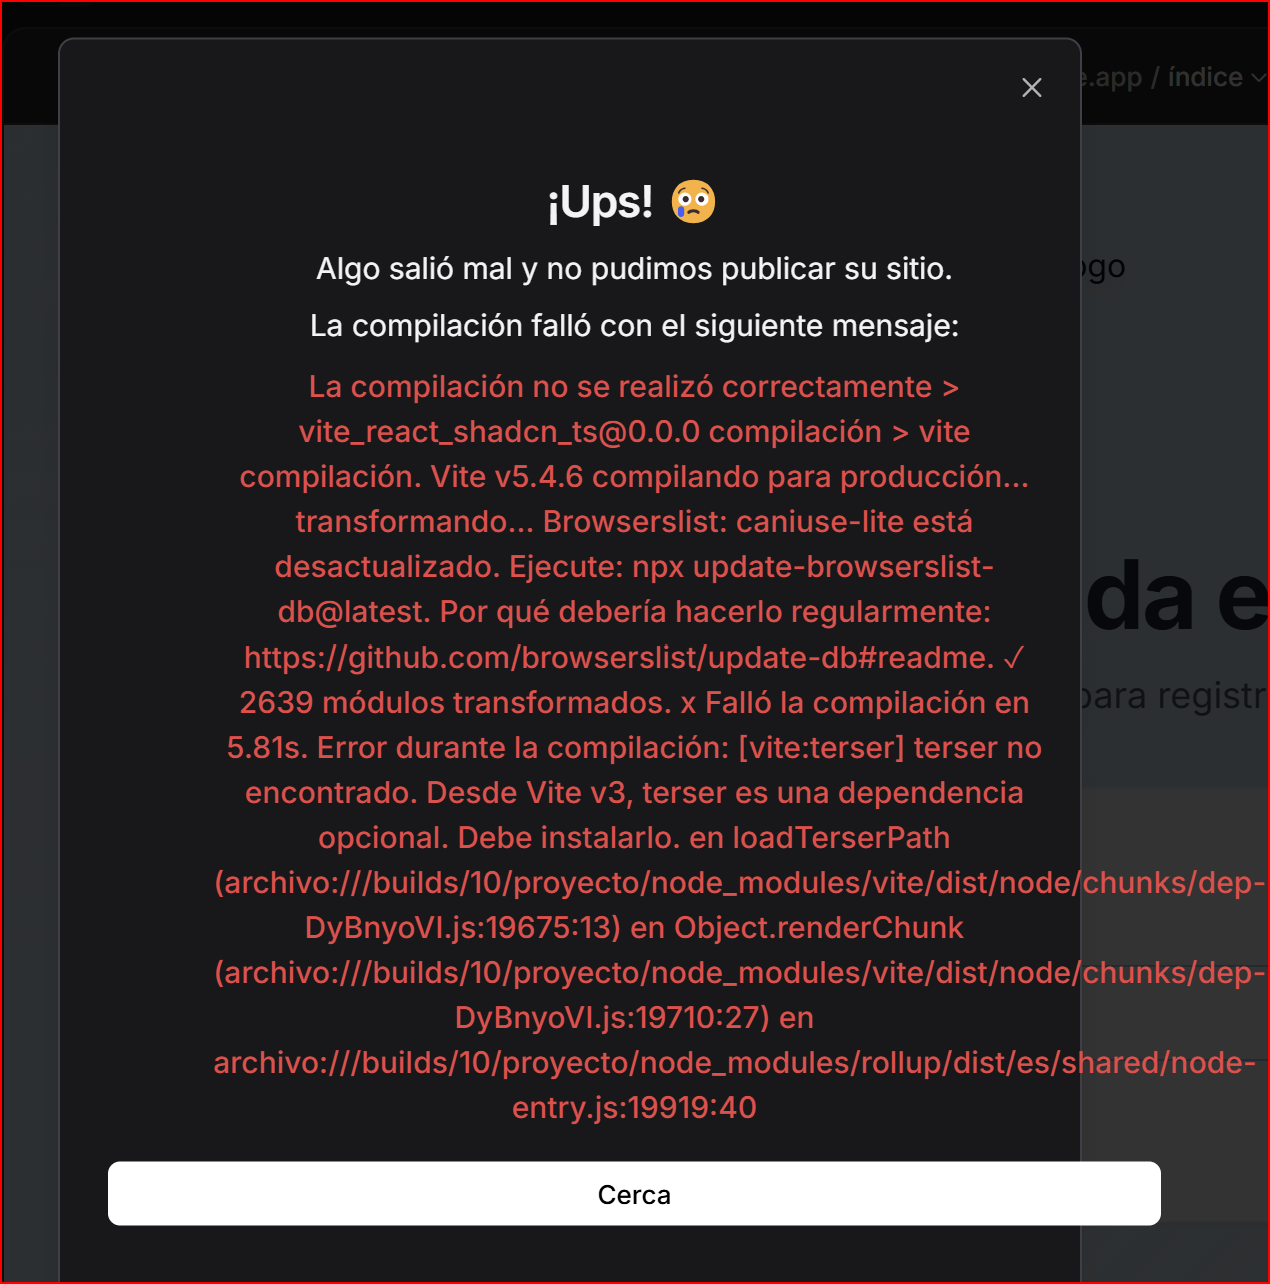 e.app / índice
¡Ups! 😢
Algo salió mal y no pudimos publicar su sitio.
La compilación falló con el siguiente mensaje:
La compilación no se realizó correctamente >
vite_react_shadcn_ts@0.0.0 compilación > vite
compilación. Vite v5.4.6 compilando para producción...
transformando... Browserslist: caniuse-lite está
desactualizado. Ejecute: npx update-browserslist-
db@latest. Por qué debería hacerlo regularmente:
https://github.com/browserslist/update-db#readme. ✓
2639 módulos transformados. x Falló la compilación en
5.81s. Error durante la compilación: [vite:terser] terser no
encontrado. Desde Vite v3, terser es una dependencia
opcional. Debe instalarlo. en loadTerserPath
(archivo:///builds/10/proyecto/node_modules/vite/dist/node/chunks/dep-
DyBnyoVI.js:19675:13) en Object.renderChunk
(archivo:///builds/10/proyecto/node_modules/vite/dist/node/chunks/dep-
DyBnyoVI.js:19710:27) en
archivo:///builds/10/proyecto/node_modules/rollup/dist/es/shared/node-
entry.js:19919:40
Cerca
ogo
da e
para registr